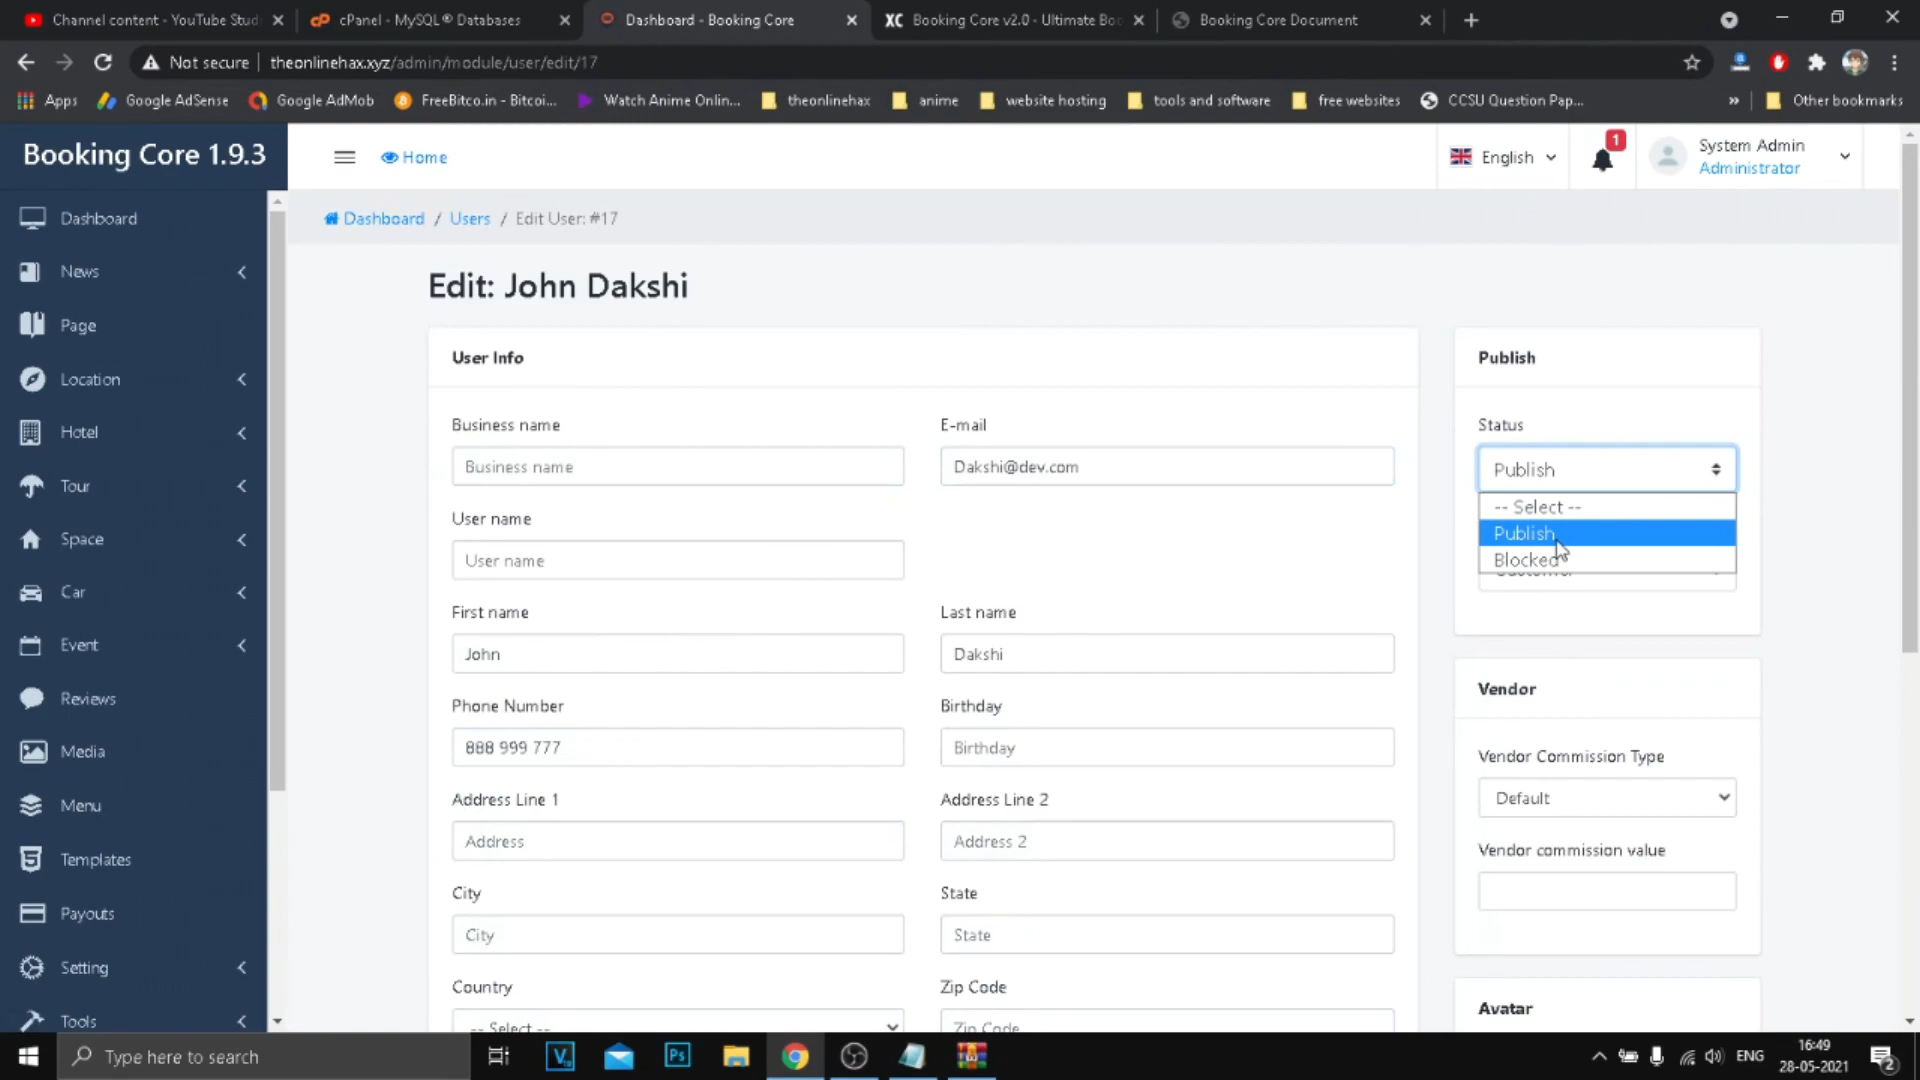 Channel content - YouTube Studi
cPanel - MySQL® Databases
Dashboard - Booking Core
XC Booking Core v2.0 - Ultimate Boo
Booking Core Document
Not secure theonlinehax.xyz/admin/module/user/edit/17
Apps Google AdSense Google AdMob FreeBitco.in - Bitcoi... Watch Anime Onlin... theonlinehax anime website hosting tools and software free websites CCSU Question Pap... » Other bookmarks
Booking Core 1.9.3
Home
English
1
System Admin
Administrator
Dashboard
News
Page
Location
Hotel
Tour
Space
Car
Event
Reviews
Media
Menu
Templates
Payouts
Setting
Tools
Dashboard / Users / Edit User: #17
Edit: John Dakshi
User Info
Business name
Business name
E-mail
Dakshi@dev.com
User name
User name
First name
John
Last name
Dakshi
Phone Number
888 999 777
Birthday
Birthday
Address Line 1
Address
Address Line 2
Address 2
City
City
State
State
Country
-- Select --
Zip Code
Zip Code
Publish
Status
Publish
-- Select --
Publish
Blocked
Customer
Vendor
Vendor Commission Type
Default
Vendor commission value
Avatar
Type here to search
Ps
ENG
16:49
28-05-2021
2